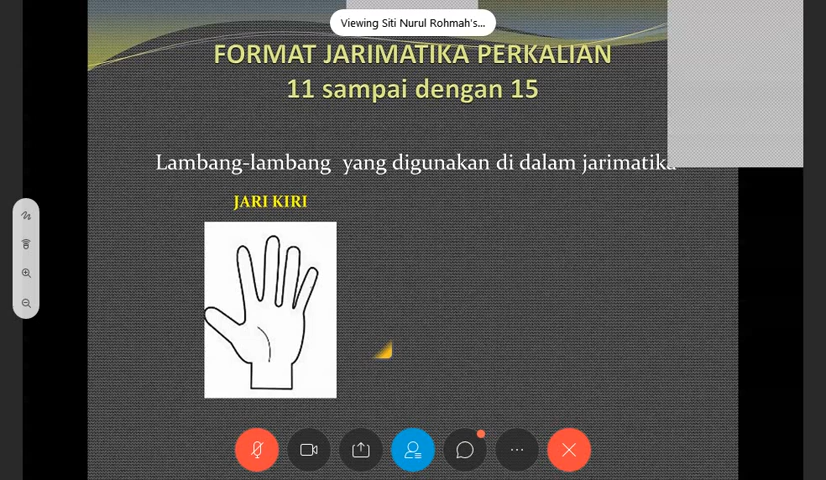 Viewing Siti Nurul Rohmah's...
FORMAT JARIMATIKA PERKALIAN
11 sampai dengan 15
Lambang-lambang yang digunakan di dalam jarimatika
JARI KIRI